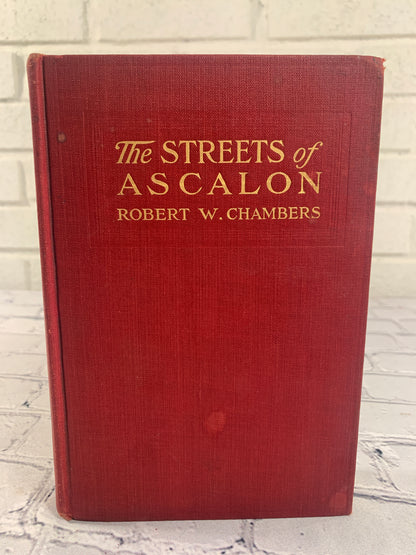 The STREETS of
ASCALON
ROBERT W. CHAMBERS